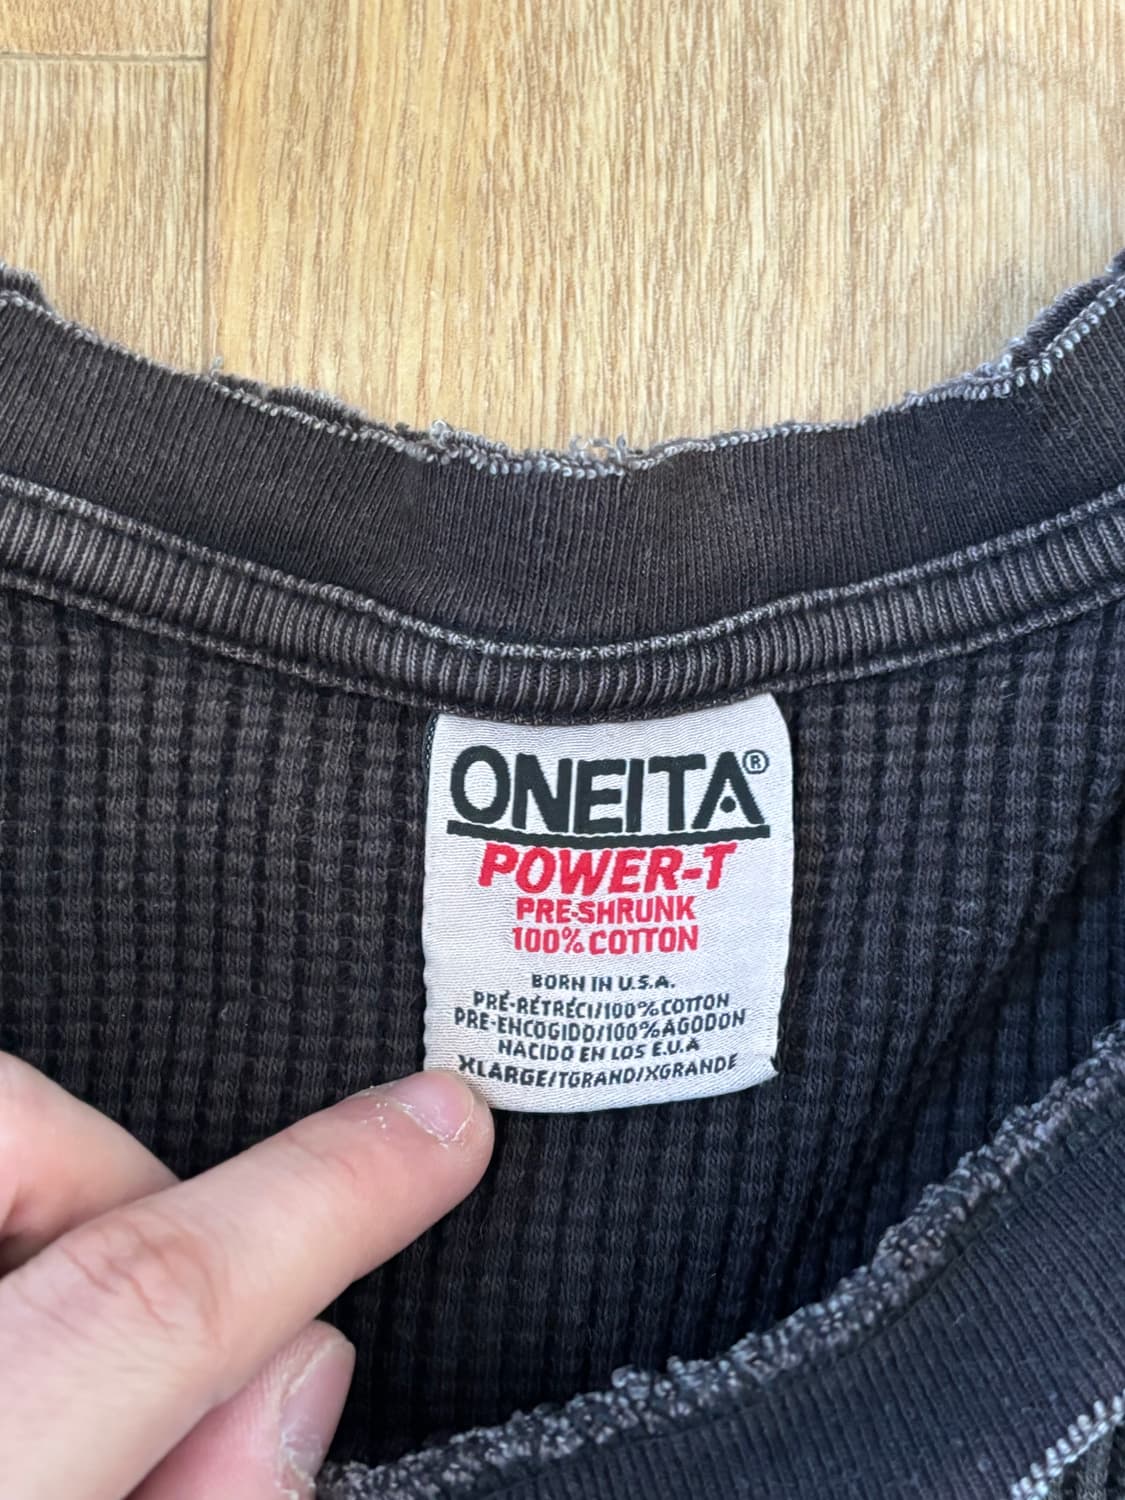 ONEITA®
POWER-T
PRE-SHRUNK
100% COTTON
BORN IN U.S.A.
PRÉ-RÉTRÉCI/100% COTTON
PRE-ENCOGIDO/100% AGODON
NACIDO EN LOS E.U.A
XLARGE/TGRAND/XGRANDE